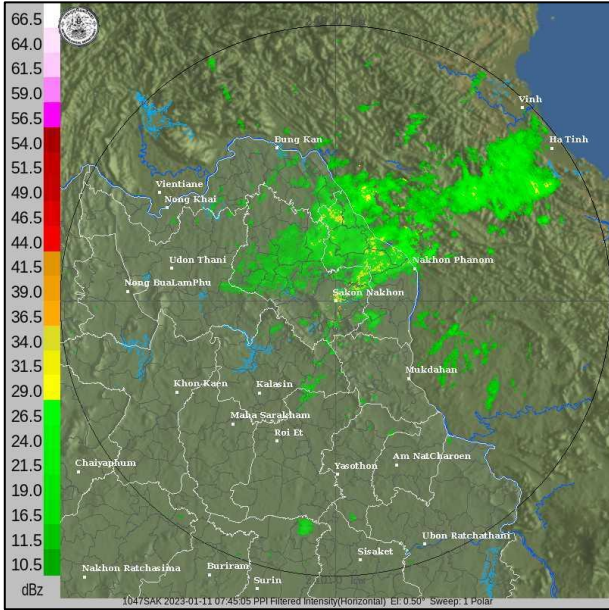 66.5
64.0
61.5
59.0
56.5
54.0
51.5
49.0
46.5
44.0
41.5
39.0
36.5
34.0
31.5
29.0
26.5
24.0
21.5
19.0
16.5
14.0
11.5
10.5
dBz
Vinh
Ha Tinh
Bung Kan
Vientiane
Nong Khai
Udon Thani
Nakhon Phanom
Nong BuaLamPhu
Sakon Nakhon
Mukdahan
Khon Kaen
Kalasin
Maha Sarakham
Roi Et
Chaiyaphum
Am NatCharoen
Yasothon
Ubon Ratchathani
Sisaket
Nakhon Ratchasima
Buriram
Surin
1047SAK 2023-01-11 07:45:05 PPI Filtered Intensity(Horizontal) El: 0.50° Sweep: 1 Polar